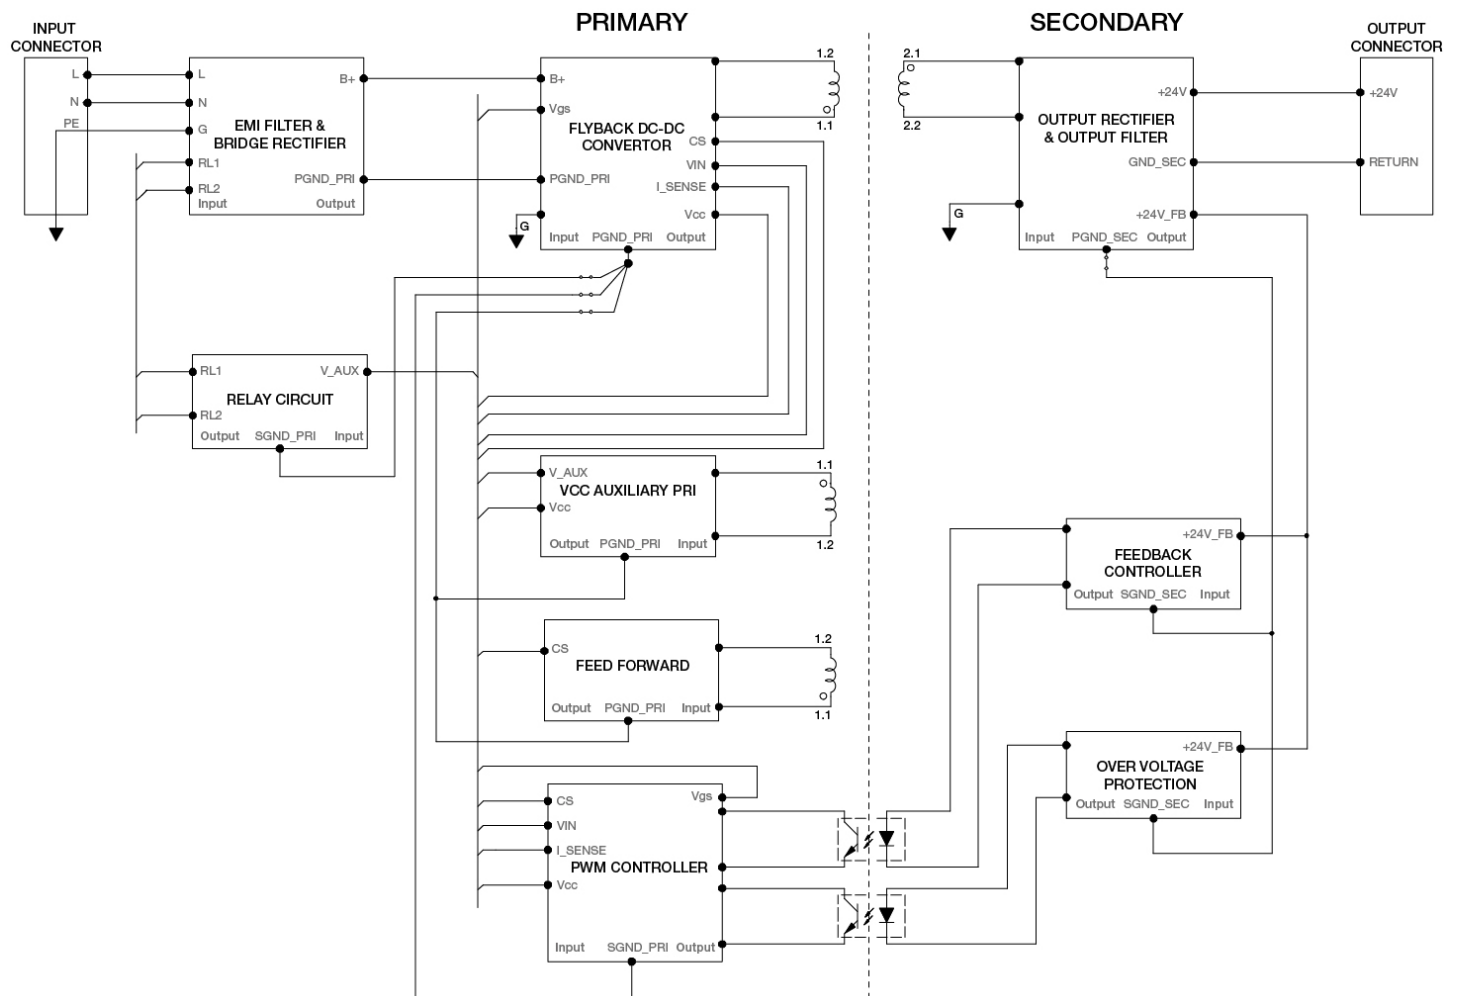 PRIMARY
SECONDARY
INPUT
CONNECTOR
L
N
PE
L
N
G
RL1
RL2
Input
EMI FILTER &
BRIDGE RECTIFIER
B+
PGND_PRI
Output
B+
Vgs
FLYBACK DC-DC
CONVERTOR
PGND_PRI
G
Input
PGND_PRI
Output
CS
VIN
I_SENSE
Vcc
1.2
1.1
2.1
2.2
OUTPUT RECTIFIER
& OUTPUT FILTER
+24V
GND_SEC
+24V_FB
G
Input
PGND_SEC
Output
OUTPUT
CONNECTOR
+24V
RETURN
RL1
V_AUX
RELAY CIRCUIT
RL2
Output
SGND_PRI
Input
V_AUX
VCC AUXILIARY PRI
Vcc
Output
PGND_PRI
Input
1.1
1.2
CS
FEED FORWARD
Output
PGND_PRI
Input
1.2
1.1
+24V_FB
FEEDBACK
CONTROLLER
Output
SGND_SEC
Input
+24V_FB
OVER VOLTAGE
PROTECTION
Output
SGND_SEC
Input
CS
Vgs
VIN
I_SENSE
PWM CONTROLLER
Vcc
Input
SGND_PRI
Output